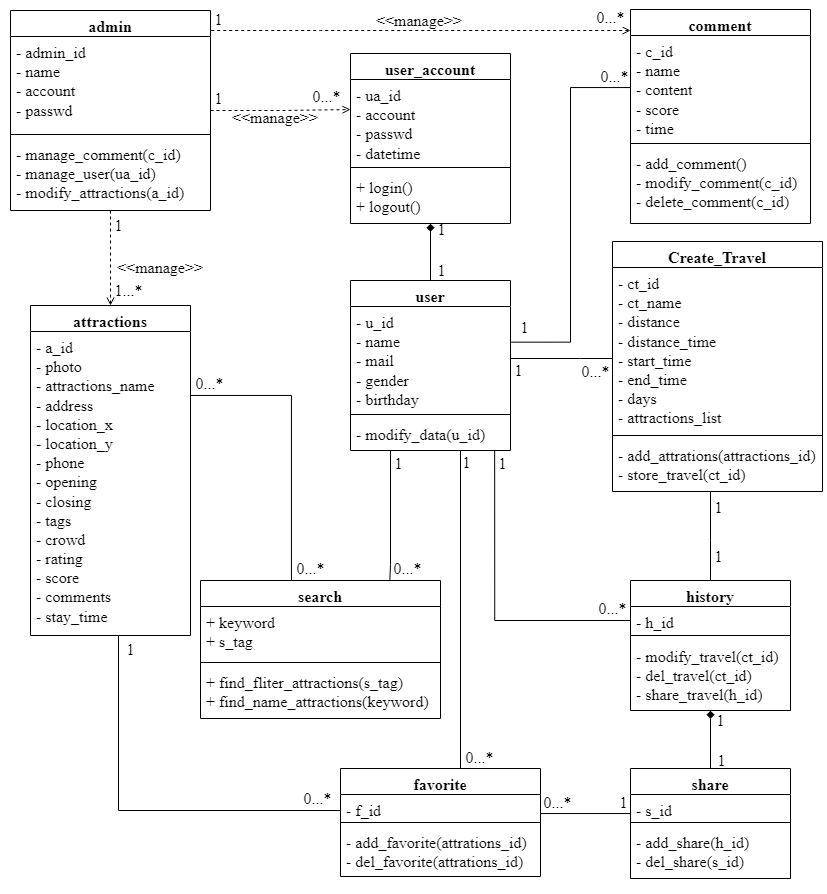 admin
- admin_id
- name
- account
- passwd
- manage_comment(c_id)
- manage_user(ua_id)
- modify_attractions(a_id)
1
<<manage>>
0...*
comment
- c_id
- name
- content
- score
- time
- add_comment()
- modify_comment(c_id)
- delete_comment(c_id)
0...*
1
0...*
<<manage>>
user_account
- ua_id
- account
- passwd
- datetime
+ login()
+ logout()
1
1
1
<<manage>>
1...*
user
- u_id
- name
- mail
- gender
- birthday
- modify_data(u_id)
1
1
0...*
Create_Travel
- ct_id
- ct_name
- distance
- distance_time
- start_time
- end_time
- days
- attractions_list
- add_attrations(attractions_id)
- store_travel(ct_id)
attractions
- a_id
- photo
- attractions_name
- address
- location_x
- location_y
- phone
- opening
- closing
- tags
- crowd
- rating
- score
- comments
- stay_time
0...*
1
1
1
1
1
0...*
0...*
0...*
search
+ keyword
+ s_tag
+ find_fliter_attractions(s_tag)
+ find_name_attractions(keyword)
history
- h_id
- modify_travel(ct_id)
- del_travel(ct_id)
- share_travel(h_id)
1
1
1
0...*
0...*
favorite
- f_id
- add_favorite(attrations_id)
- del_favorite(attrations_id)
0...*
1
share
- s_id
- add_share(h_id)
- del_share(s_id)